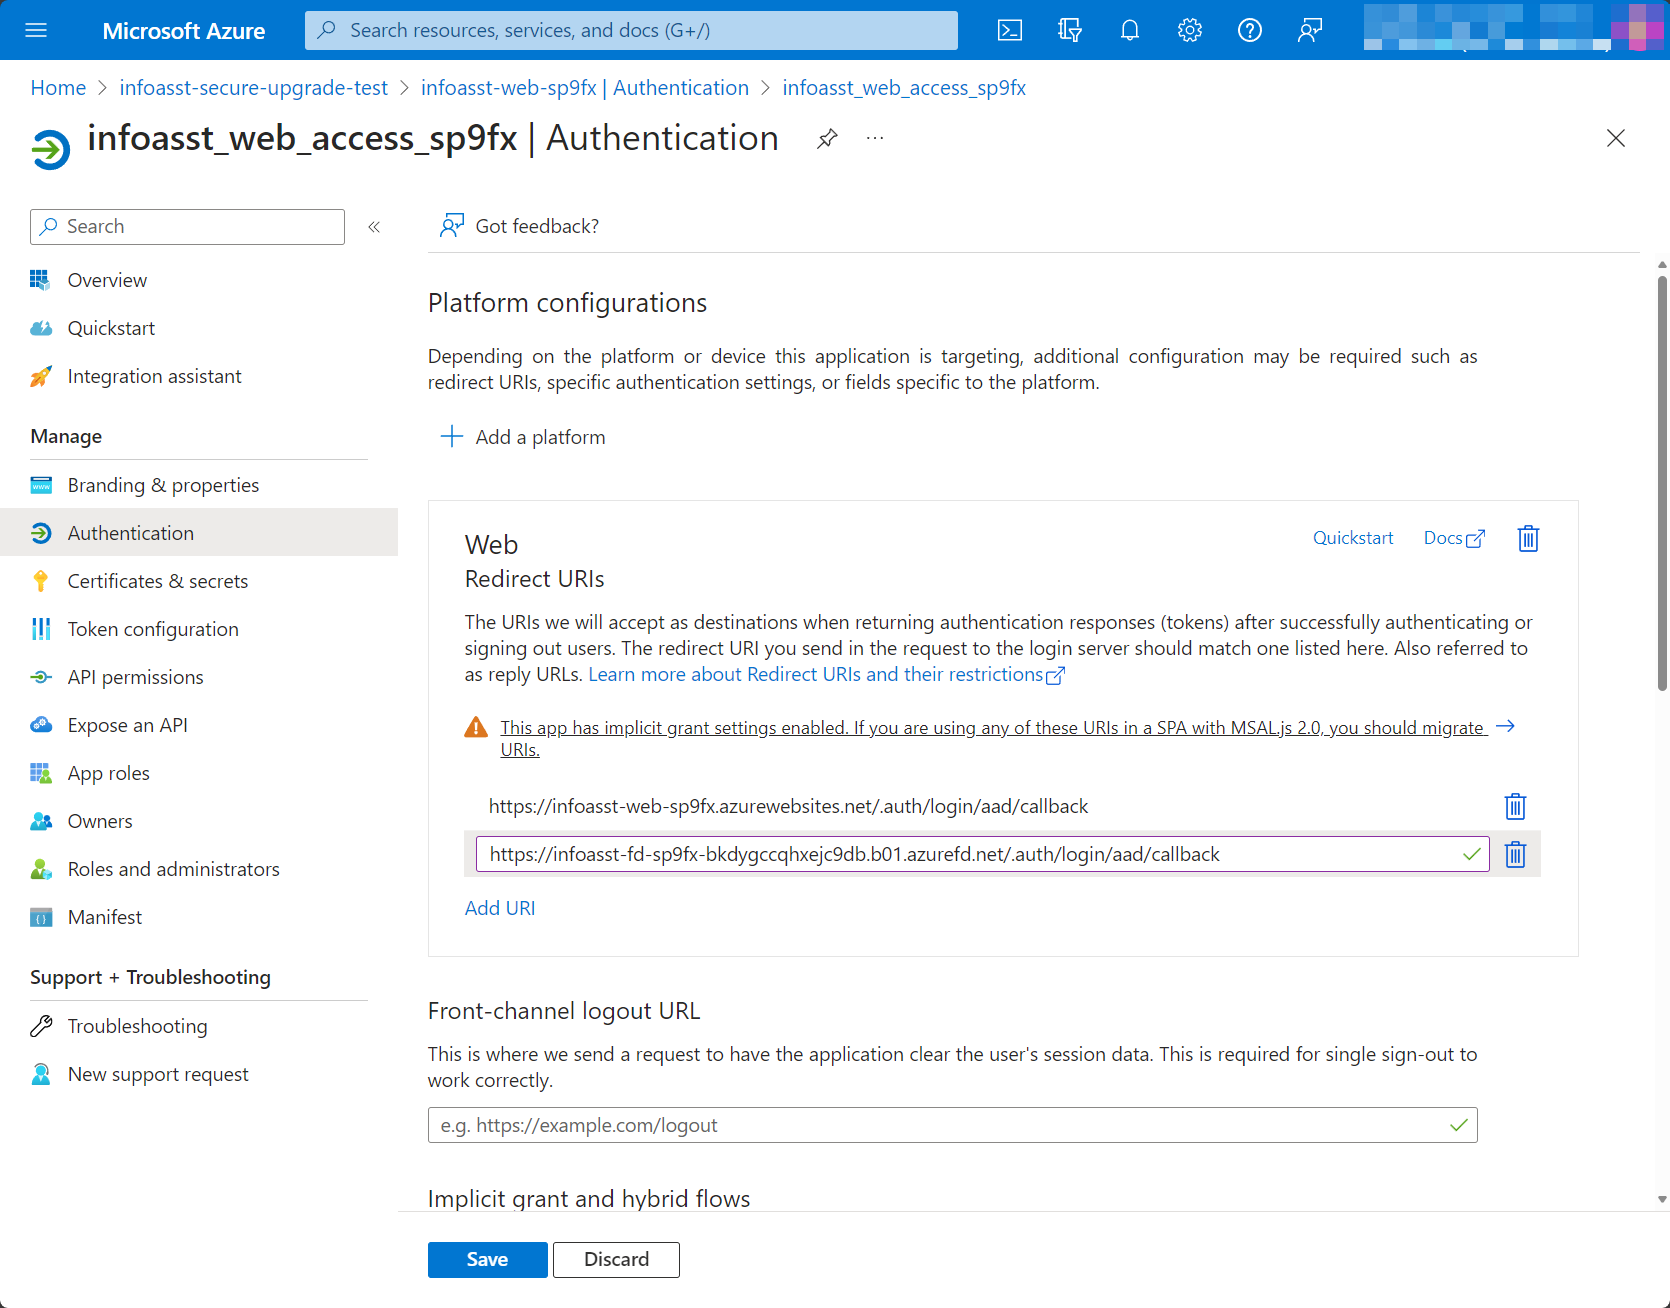 Microsoft Azure
Search resources, services, and docs (G+/)
Home > infoasst-secure-upgrade-test > infoasst-web-sp9fx | Authentication > infoasst_web_access_sp9fx
infoasst_web_access_sp9fx | Authentication
Search
Got feedback?
Overview
Quickstart
Integration assistant
Manage
Branding & properties
Authentication
Certificates & secrets
Token configuration
API permissions
Expose an API
App roles
Owners
Roles and administrators
Manifest
Support + Troubleshooting
Troubleshooting
New support request
Platform configurations
Depending on the platform or device this application is targeting, additional configuration may be required such as
redirect URIs, specific authentication settings, or fields specific to the platform.
Add a platform
Web
Quickstart
Docs
Redirect URIs
The URIs we will accept as destinations when returning authentication responses (tokens) after successfully authenticating or
signing out users. The redirect URI you send in the request to the login server should match one listed here. Also referred to
as reply URLs. Learn more about Redirect URIs and their restrictions
This app has implicit grant settings enabled. If you are using any of these URIs in a SPA with MSAL.js 2.0, you should migrate
URIs.
https://infoasst-web-sp9fx.azurewebsites.net/.auth/login/aad/callback
https://infoasst-fd-sp9fx-bkdygccqhxejc9db.b01.azurefd.net/.auth/login/aad/callback
Add URI
Front-channel logout URL
This is where we send a request to have the application clear the user's session data. This is required for single sign-out to
work correctly.
e.g. https://example.com/logout
Implicit grant and hybrid flows
Save
Discard